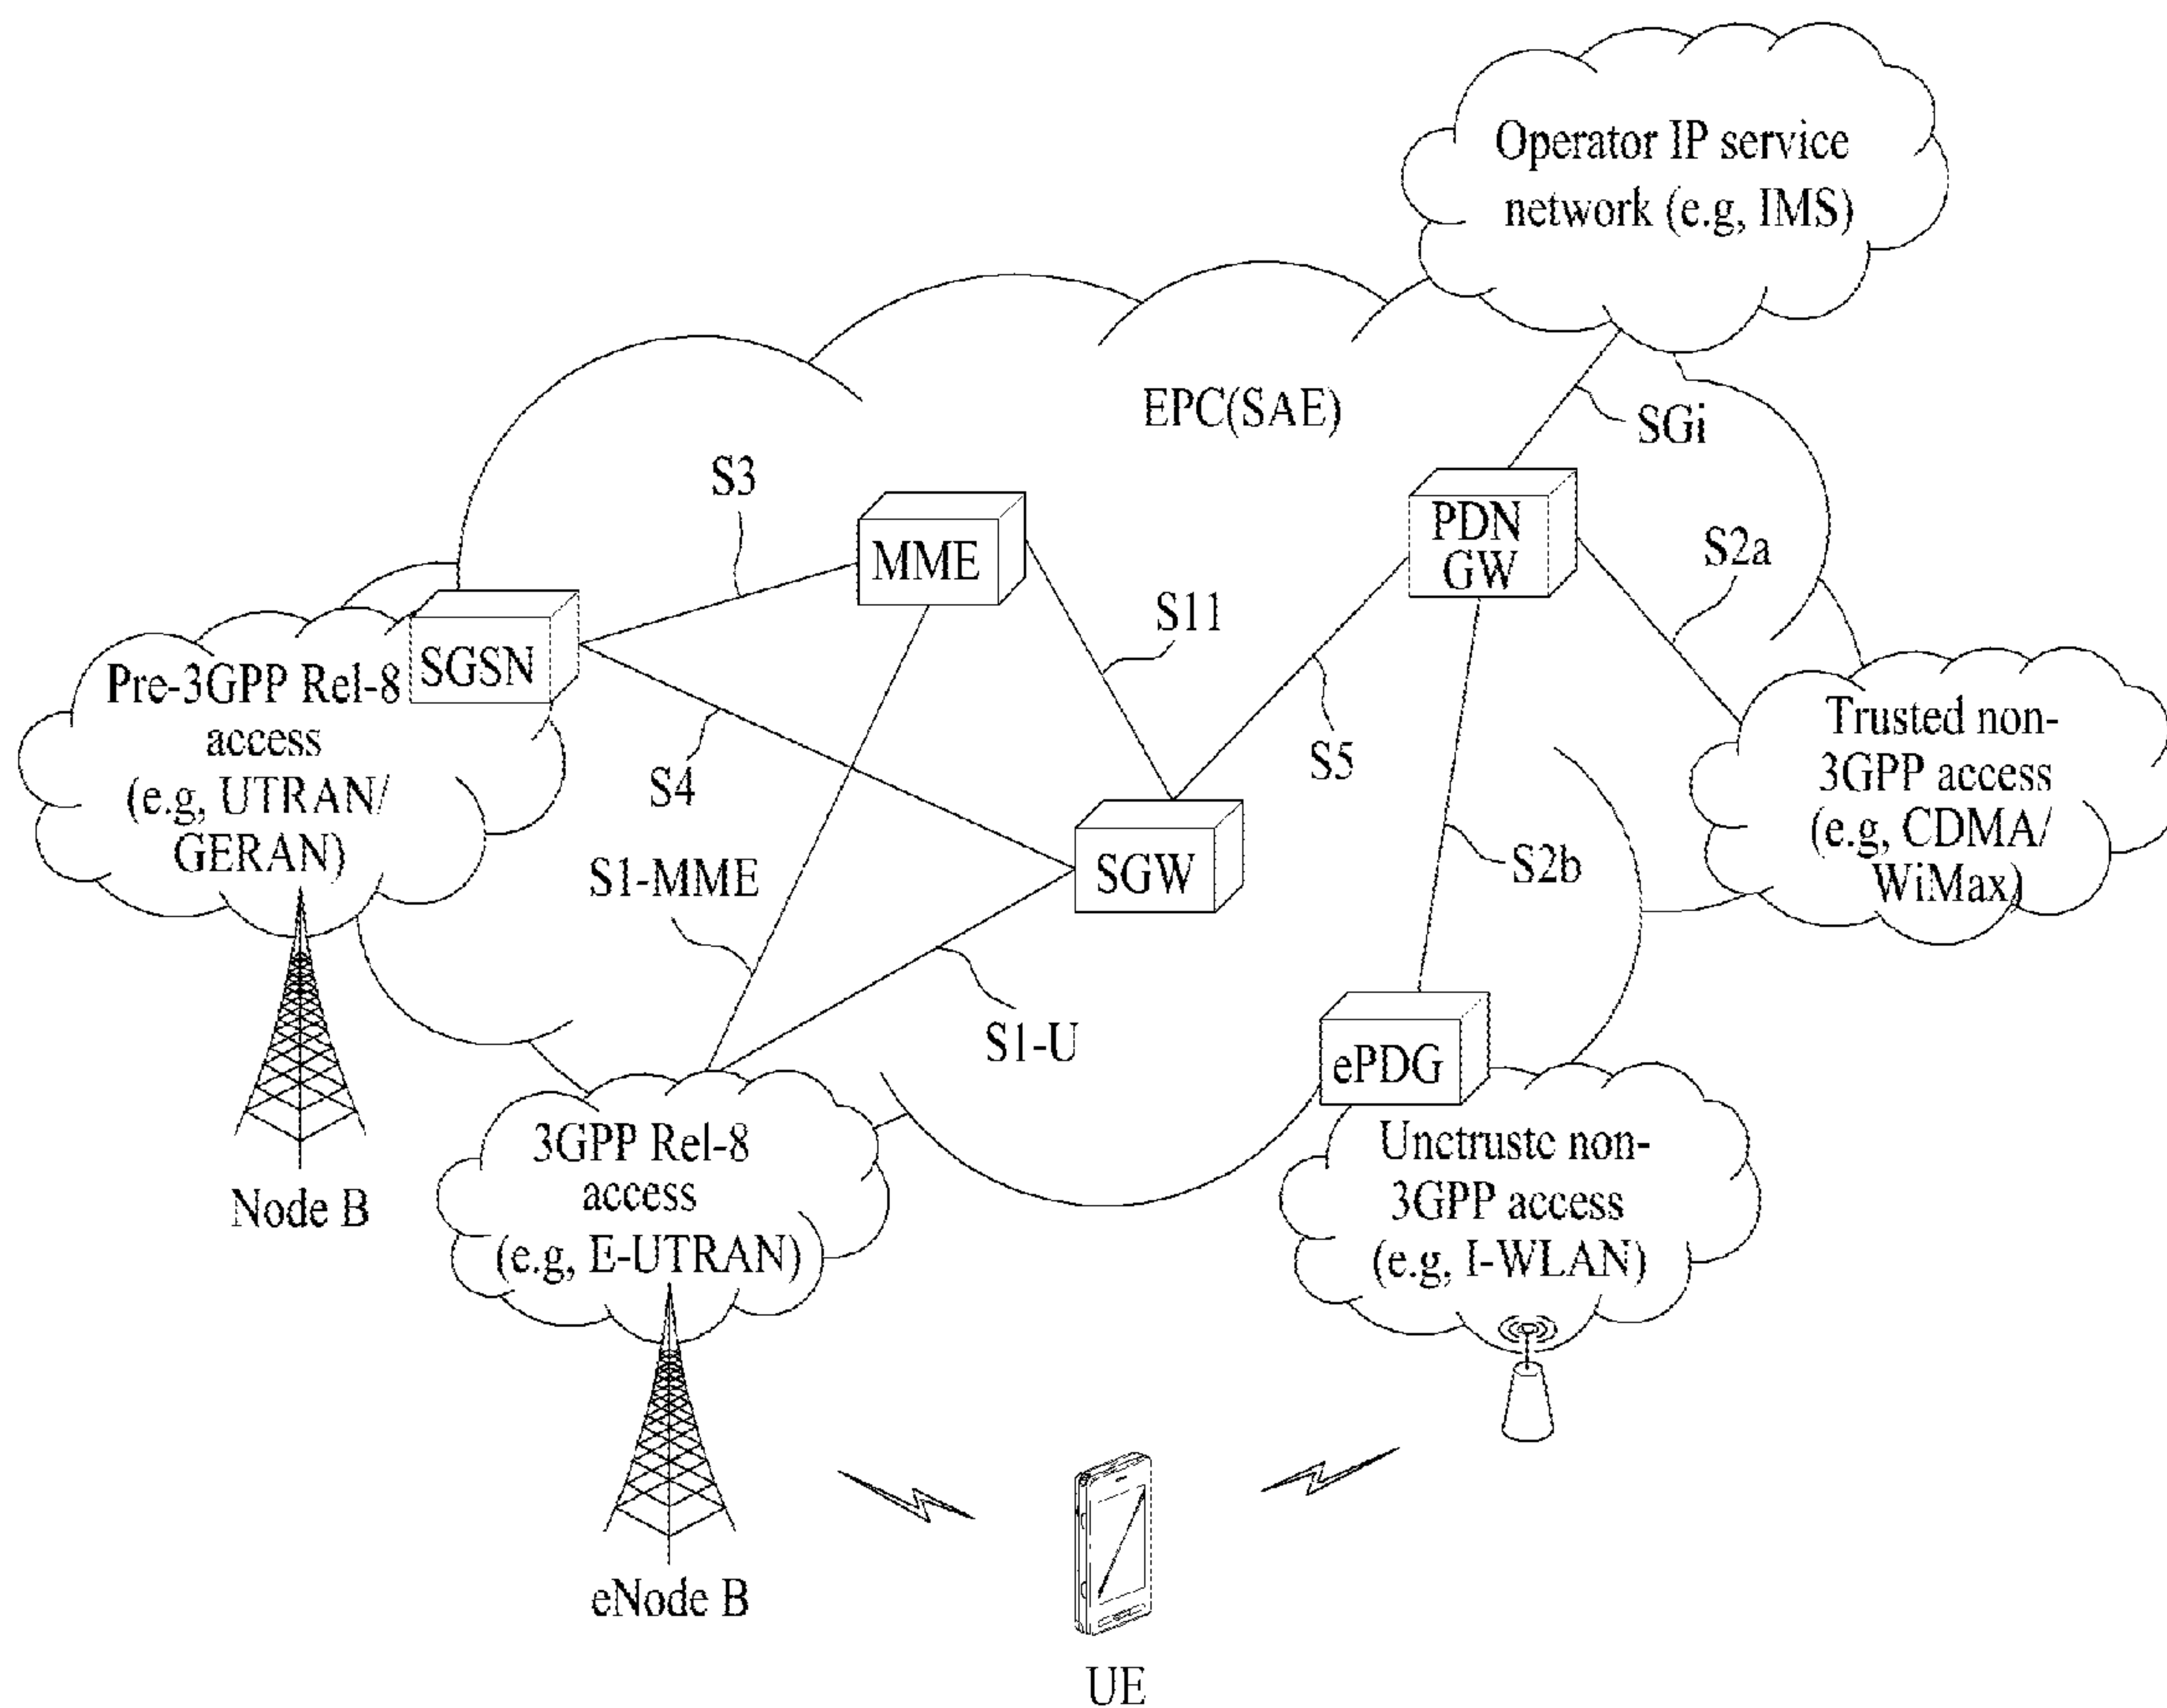 Operator IP service
network (e.g, IMS)
EPC(SAE)
SGi
S3
MME
PDN
GW
S2a
S11
SGSN
Pre-3GPP Rel-8
access
(e.g, UTRAN/
GERAN)
S4
S5
Trusted non-
3GPP access
(e.g, CDMA/
WiMax)
S1-MME
SGW
S2b
S1-U
ePDG
Node B
3GPP Rel-8
access
(e.g, E-UTRAN)
Unctrustc non-
3GPP access
(e.g, I-WLAN)
eNode B
UE